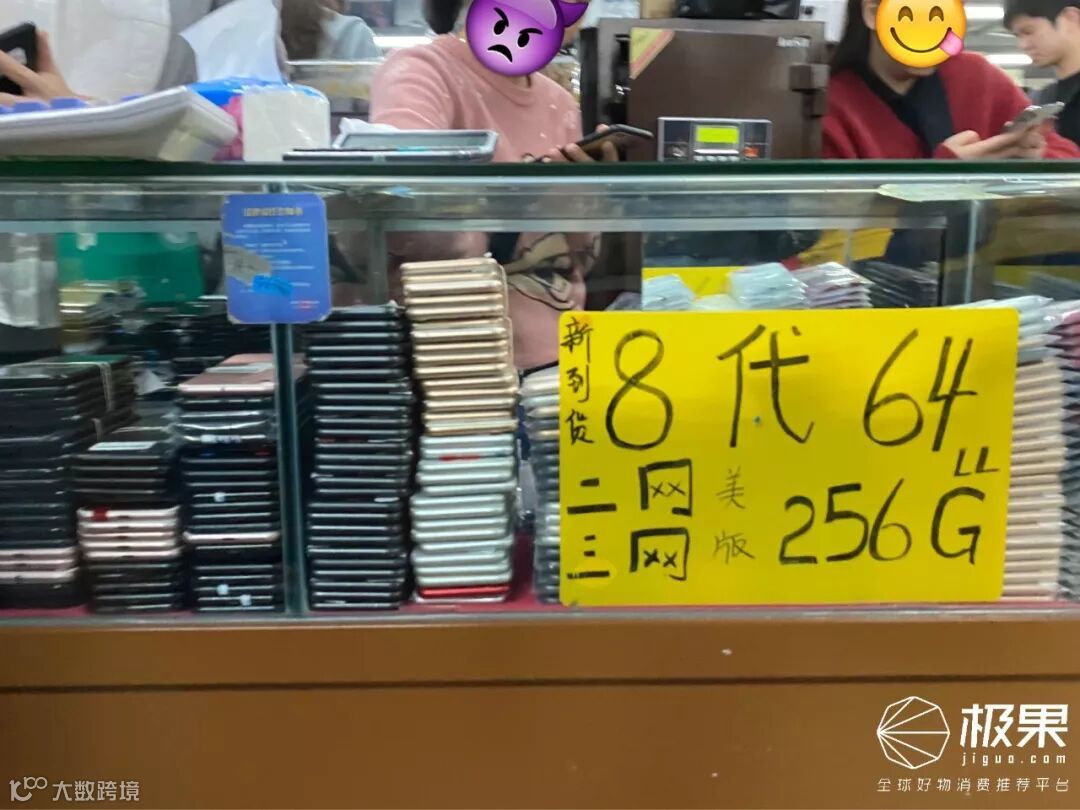 新到货
8代 64
二网 美版 256G
三网
LL
极果
jiguo.com
全球好物消费推荐平台
大数跨境